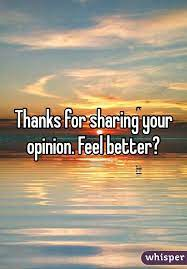 Thanks for sharing your
opinion. Feel better?
whisper